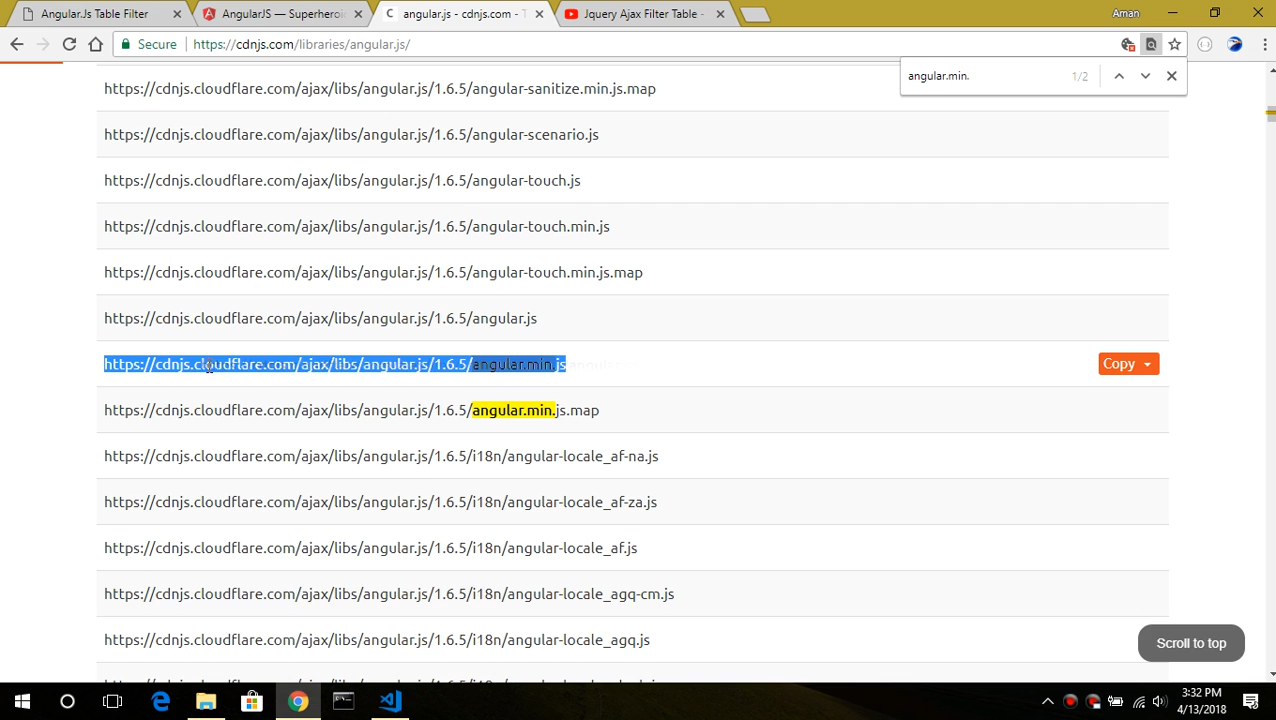 Angular.Js Table Filter
AngularJS — Superheroic
angular.js - cdnjs.com - T
Jquery Ajax Filter Table -
Aman
Secure
https://cdnjs.com/libraries/angular.js/
angular.min.
1/2
https://cdnjs.cloudflare.com/ajax/libs/angular.js/1.6.5/angular-sanitize.min.js.map
https://cdnjs.cloudflare.com/ajax/libs/angular.js/1.6.5/angular-scenario.js
https://cdnjs.cloudflare.com/ajax/libs/angular.js/1.6.5/angular-touch.js
https://cdnjs.cloudflare.com/ajax/libs/angular.js/1.6.5/angular-touch.min.js
https://cdnjs.cloudflare.com/ajax/libs/angular.js/1.6.5/angular-touch.min.js.map
https://cdnjs.cloudflare.com/ajax/libs/angular.js/1.6.5/angular.js
https://cdnjs.cloudflare.com/ajax/libs/angular.js/1.6.5/angular.min.js
Copy
https://cdnjs.cloudflare.com/ajax/libs/angular.js/1.6.5/angular.min.js.map
https://cdnjs.cloudflare.com/ajax/libs/angular.js/1.6.5/i18n/angular-locale_af-na.js
https://cdnjs.cloudflare.com/ajax/libs/angular.js/1.6.5/i18n/angular-locale_af-za.js
https://cdnjs.cloudflare.com/ajax/libs/angular.js/1.6.5/i18n/angular-locale_af.js
https://cdnjs.cloudflare.com/ajax/libs/angular.js/1.6.5/i18n/angular-locale_agq-cm.js
https://cdnjs.cloudflare.com/ajax/libs/angular.js/1.6.5/i18n/angular-locale_agq.js
Scroll to top
3:32 PM
4/13/2018